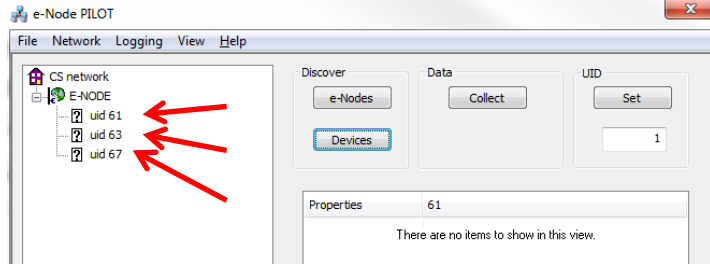 e-Node PILOT
File Network Logging View Help
CS network
E-NODE
? uid 61
? uid 63
? uid 67
Discover
e-Nodes
Devices
Data
Collect
UID
Set
1
Properties 61
There are no items to show in this view.